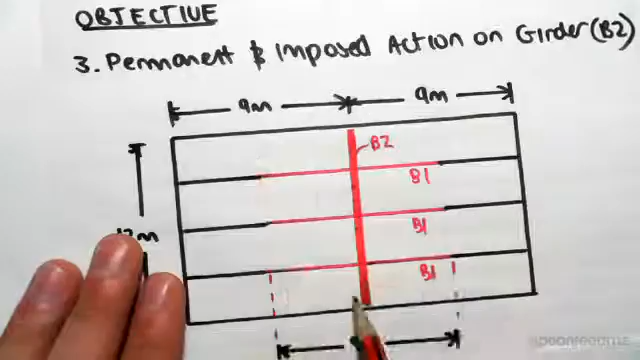 OBJECTIVE
3. Permanent & Imposed Action on Girder (B2)
9m 9m
B2
B1
B1
B1